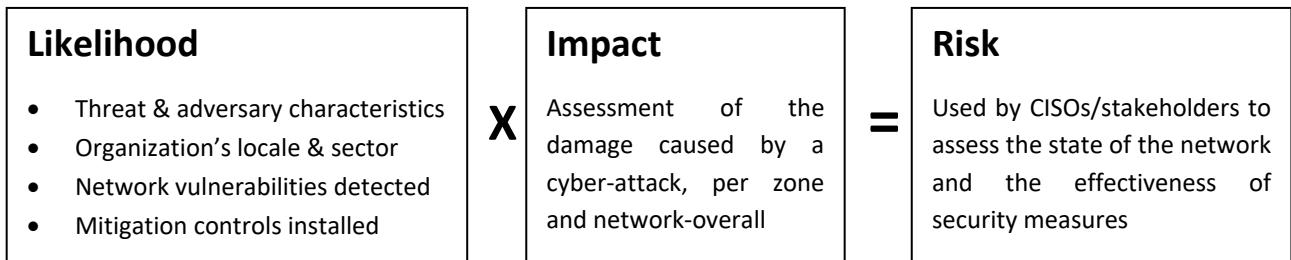 Likelihood
• Threat & adversary characteristics
• Organization’s locale & sector
• Network vulnerabilities detected
• Mitigation controls installed
X
Impact
Assessment of the
damage caused by a
cyber-attack, per zone
and network-overall
=
Risk
Used by CISOs/stakeholders to
assess the state of the network
and the effectiveness of
security measures